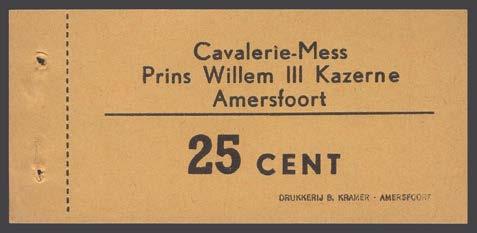 Cavalerie-Mess
Prins Willem III Kazerne
Amersfoort
25 CENT
DRUKKERIJ B. KRAMER - AMERSFOORT